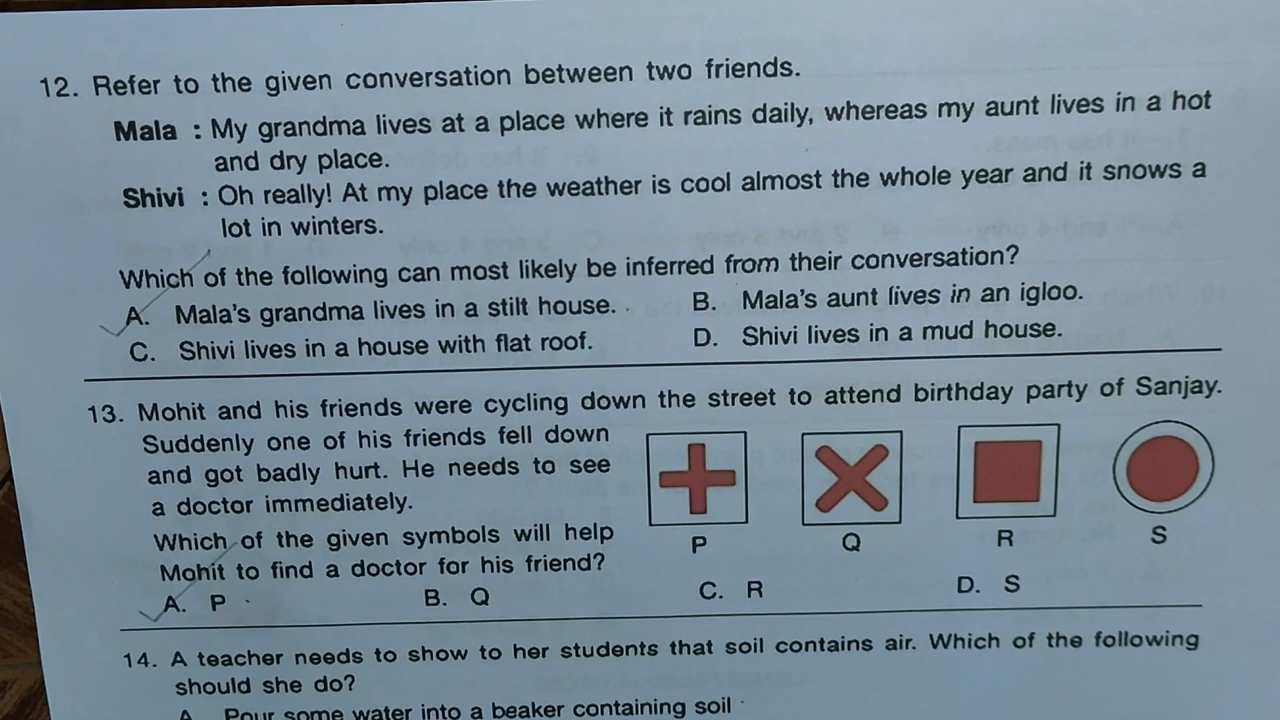 12. Refer to the given conversation between two friends.
Mala : My grandma lives at a place where it rains daily, whereas my aunt lives in a hot
and dry place.
Shivi : Oh really! At my place the weather is cool almost the whole year and it snows a
lot in winters.
Which of the following can most likely be inferred from their conversation?
A. Mala's grandma lives in a stilt house. B. Mala's aunt lives in an igloo.
C. Shivi lives in a house with flat roof. D. Shivi lives in a mud house.
13. Mohit and his friends were cycling down the street to attend birthday party of Sanjay.
Suddenly one of his friends fell down
and got badly hurt. He needs to see
a doctor immediately.
Which of the given symbols will help
Mohit to find a doctor for his friend?
P Q R S
A. P B. Q C. R D. S
14. A teacher needs to show to her students that soil contains air. Which of the following
should she do?
A. Pour some water into a beaker containing soil